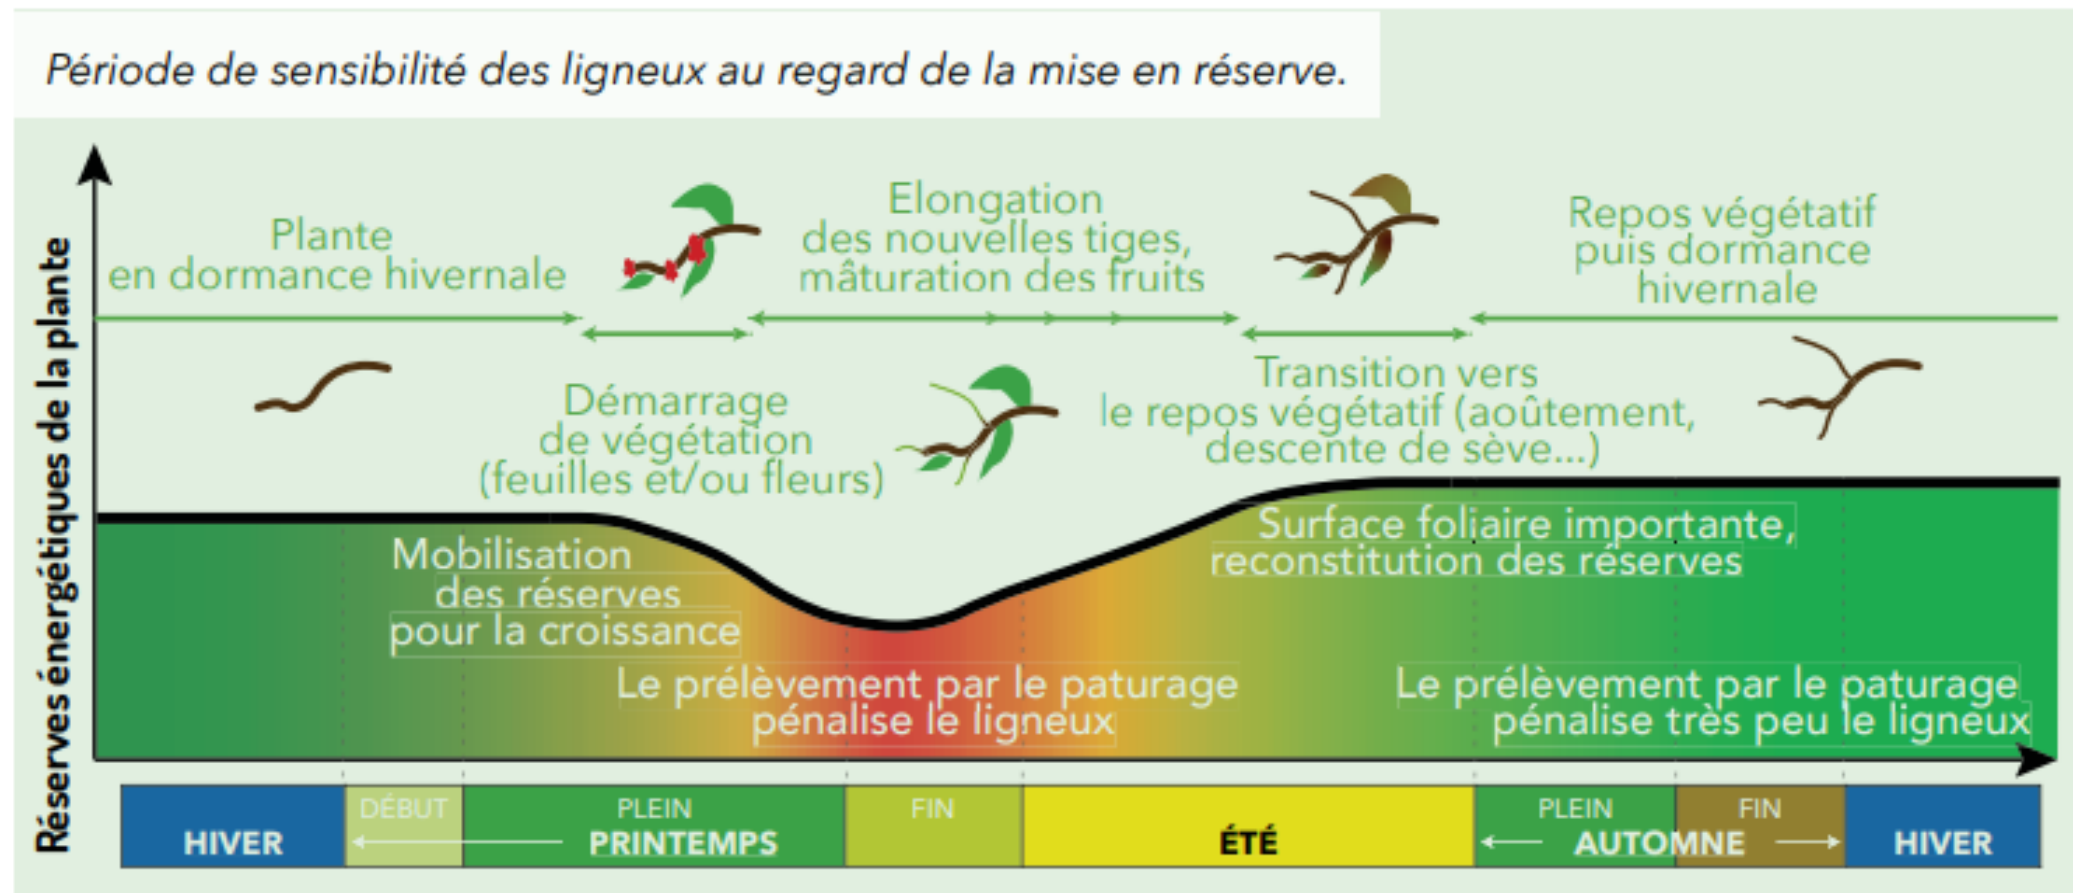 Période de sensibilité des ligneux au regard de la mise en réserve.
Réserves énergétiques de la plante
Plante
en dormance hivernale
Démarrage
de végétation
(feuilles et/ou fleurs)
Elongation
des nouvelles tiges,
mâturation des fruits
Transition vers
le repos végétatif (aoûtement,
descente de sève...)
Repos végétatif
puis dormance
hivernale
Mobilisation
des réserves
pour la croissance
Le prélèvement par le paturage
pénalise le ligneux
Surface foliaire importante,
reconstitution des réserves
Le prélèvement par le paturage
pénalise très peu le ligneux
HIVER
DÉBUT
PLEIN
FIN
PRINTEMPS
ÉTÉ
PLEIN
FIN
AUTOMNE
HIVER